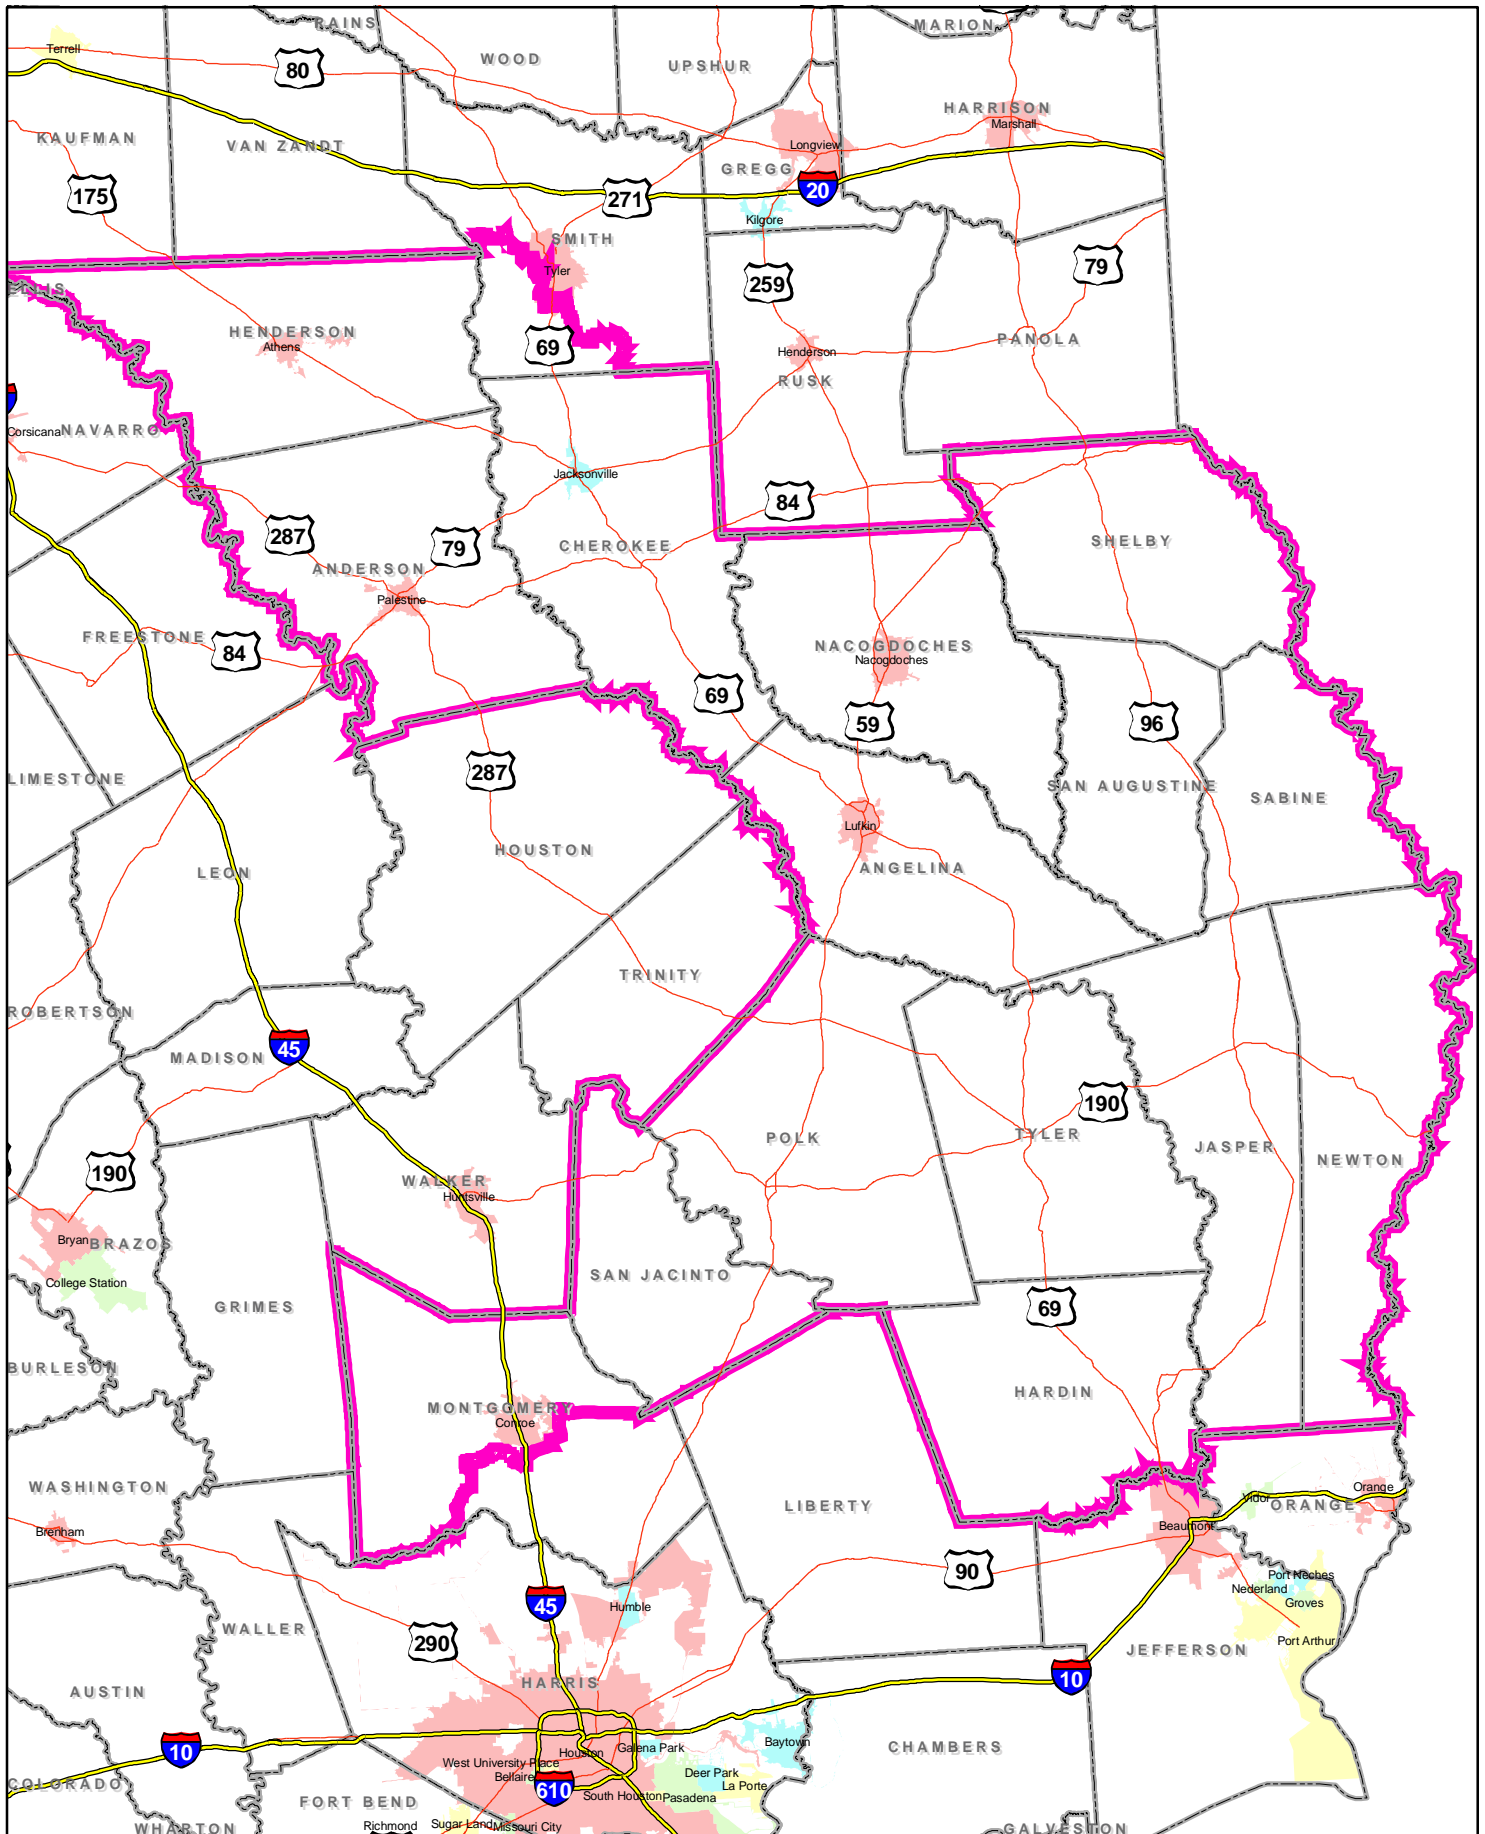 RAINS
MARION
Terrell
WOOD
80
UPSHUR
HARRISON
Marshall
KAUFMAN
VAN ZANDT
Longview
GREGG
175
271
20
Kilgore
SMITH
Tyler
79
259
ELLIS
HENDERSON
Athens
69
Henderson
PANOLA
RUSK
Corsicana
NAVARRO
Jacksonville
84
287
79
CHEROKEE
SHELBY
ANDERSON
Palestine
FREESTONE
84
NACOGDOCHES
Nacogdoches
69
59
96
287
LIMESTONE
SAN AUGUSTINE
SABINE
Lufkin
HOUSTON
LEON
ANGELINA
TRINITY
ROBERTSON
MADISON
45
190
POLK
TYLER
JASPER
NEWTON
190
WALKER
Huntsville
Bryan
BRAZOS
College Station
SAN JACINTO
GRIMES
69
BURLESON
HARDIN
MONTGOMERY
Conroe
WASHINGTON
LIBERTY
Orange
Vidor
ORANGE
Brenham
Beaumont
90
Port Neches
Nederland
Groves
45
Humble
WALLER
290
Port Arthur
JEFFERSON
HARRIS
10
AUSTIN
10
Baytown
CHAMBERS
Houston
Galena Park
West University Place
Bellaire
Deer Park
La Porte
COLORADO
610
South Houston
Pasadena
FORT BEND
Richmond
Sugar Land
Missouri City
WHARTON
GALVESTON